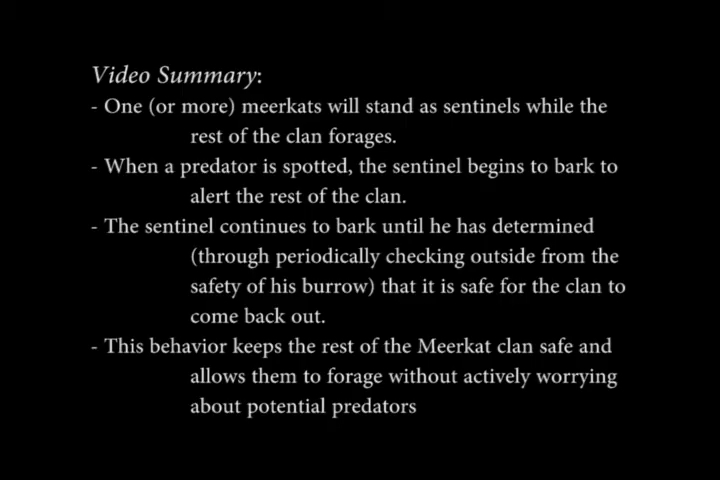 Video Summary:
- One (or more) meerkats will stand as sentinels while the
rest of the clan forages.
- When a predator is spotted, the sentinel begins to bark to
alert the rest of the clan.
- The sentinel continues to bark until he has determined
(through periodically checking outside from the
safety of his burrow) that it is safe for the clan to
come back out.
- This behavior keeps the rest of the Meerkat clan safe and
allows them to forage without actively worrying
about potential predators